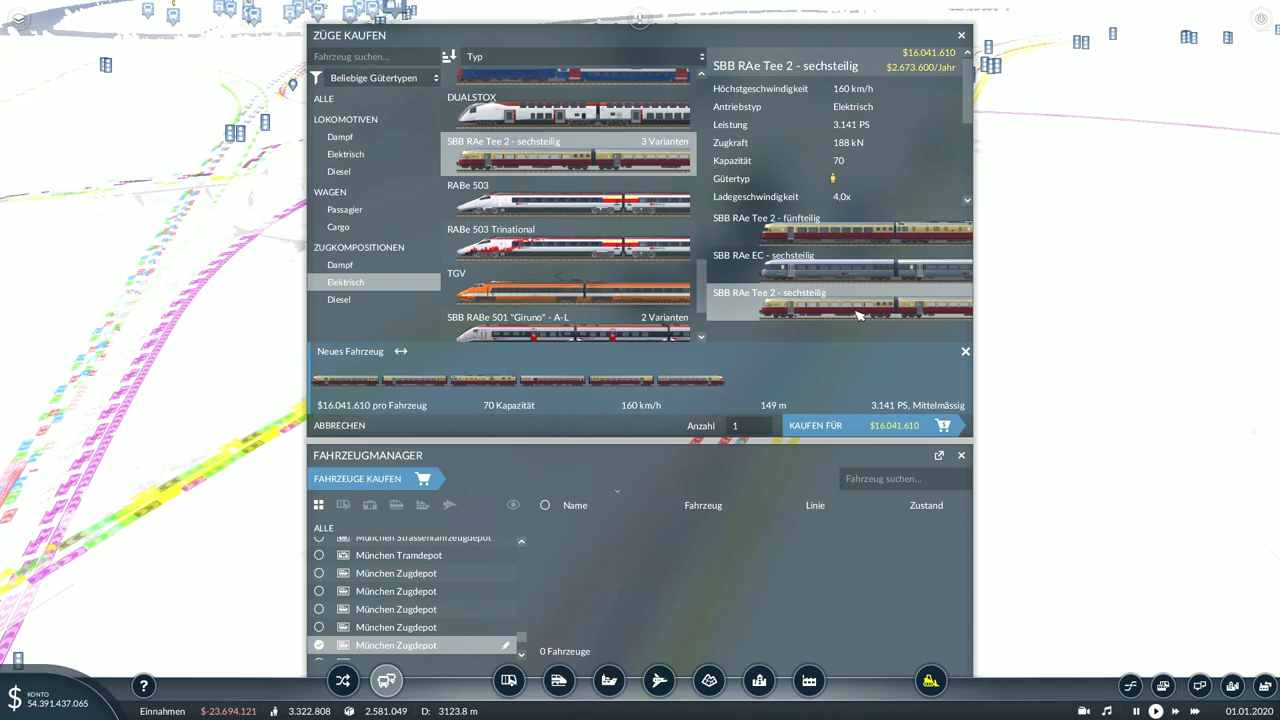 ZÜGE KAUFEN
Fahrzeug suchen...
Typ
Beliebige Gütertypen
ALLE
LOKOMOTIVEN
Dampf
Elektrisch
Diesel
WAGEN
Passagier
Cargo
ZUGKOMPOSITIONEN
Dampf
Elektrisch
Diesel
DUALSTOX
SBB RAe Tee 2 - sechsteilig 3 Varianten
RABe 503
RABe 503 Trinational
TGV
SBB RABe 501 "Giruno" - A-L 2 Varianten
$16.041.610
SBB RAe Tee 2 - sechsteilig $2.673.600/Jahr
Höchstgeschwindigkeit 160 km/h
Antriebstyp Elektrisch
Leistung 3.141 PS
Zugkraft 188 kN
Kapazität 70
Gütertyp
Ladegeschwindigkeit 4,0x
SBB RAe Tee 2 - fünfteilig
SBB RAe EC - sechsteilig
SBB RAe Tee 2 - sechsteilig
Neues Fahrzeug
$16.041.610 pro Fahrzeug 70 Kapazität 160 km/h 149 m 3.141 PS, Mittelmässig
ABBRECHEN Anzahl 1 KAUFEN FÜR $16.041.610
FAHRZEUGMANAGER
FAHRZEUGE KAUFEN Fahrzeug suchen...
Name Fahrzeug Linie Zustand
ALLE
München Strassenfahrzeugdepot
München Tramdepot
München Zugdepot
München Zugdepot
München Zugdepot
München Zugdepot
München Zugdepot
0 Fahrzeuge
?
$ KONTO
54.391.437.065
Einnahmen $-23.694.121 3.322.808 2.581.049 D: 3123.8 m 01.01.2020